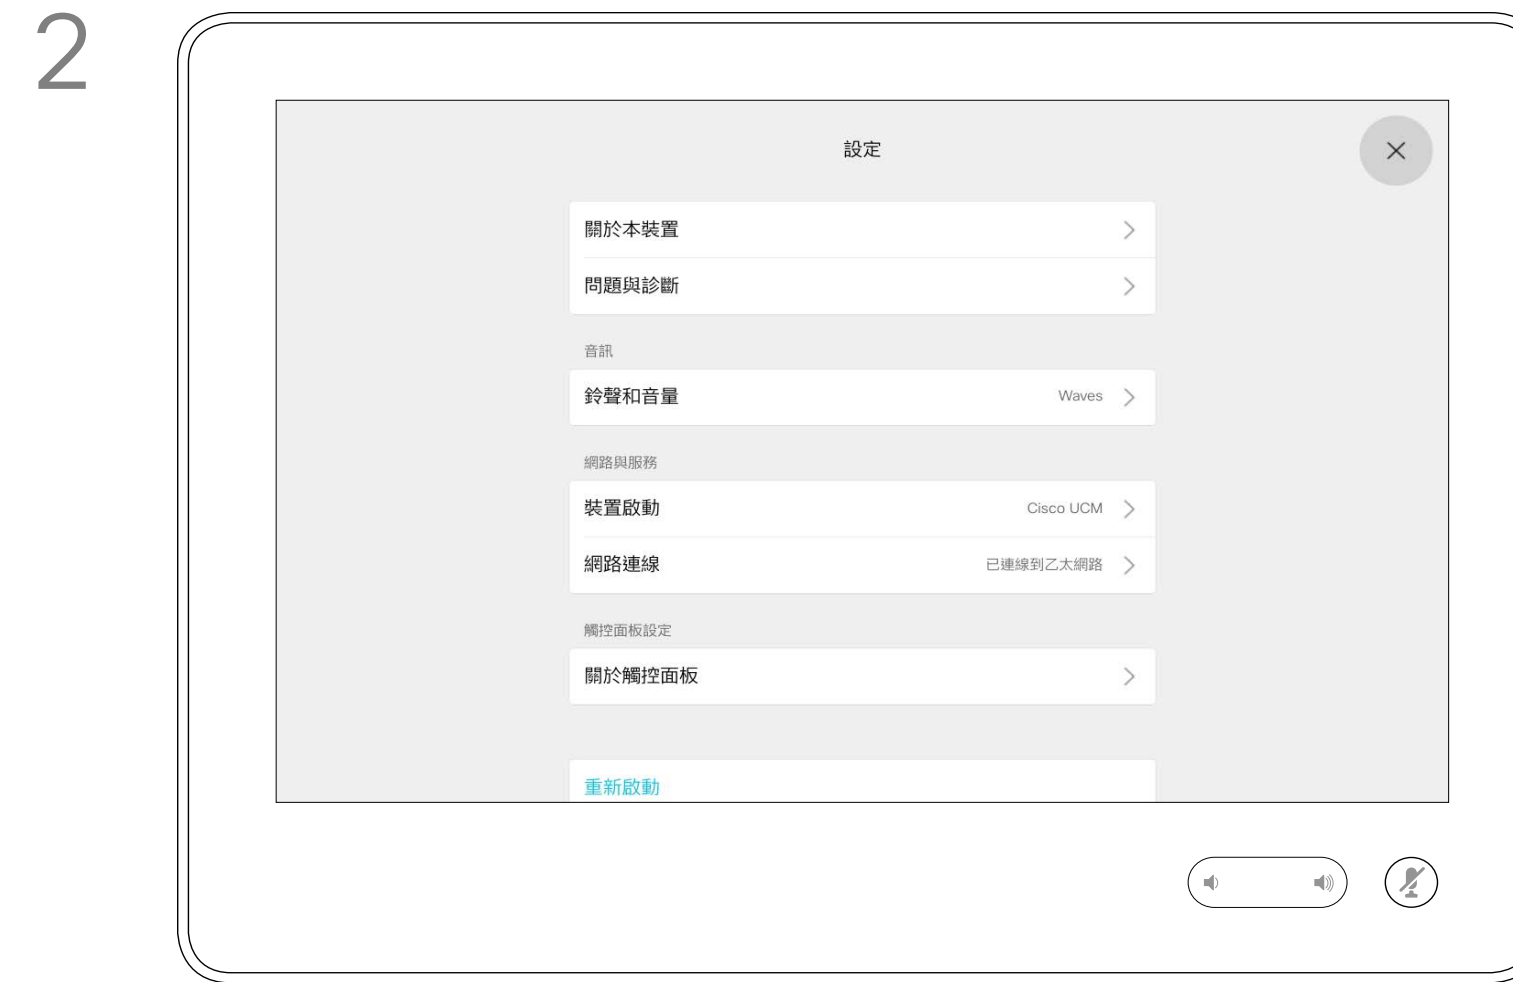 2
設定
關於本裝置
問題與診斷
音訊
鈴聲和音量 Waves
網路與服務
裝置啟動 Cisco UCM
網路連線 已連線到乙太網路
觸控面板設定
關於觸控面板
重新啟動